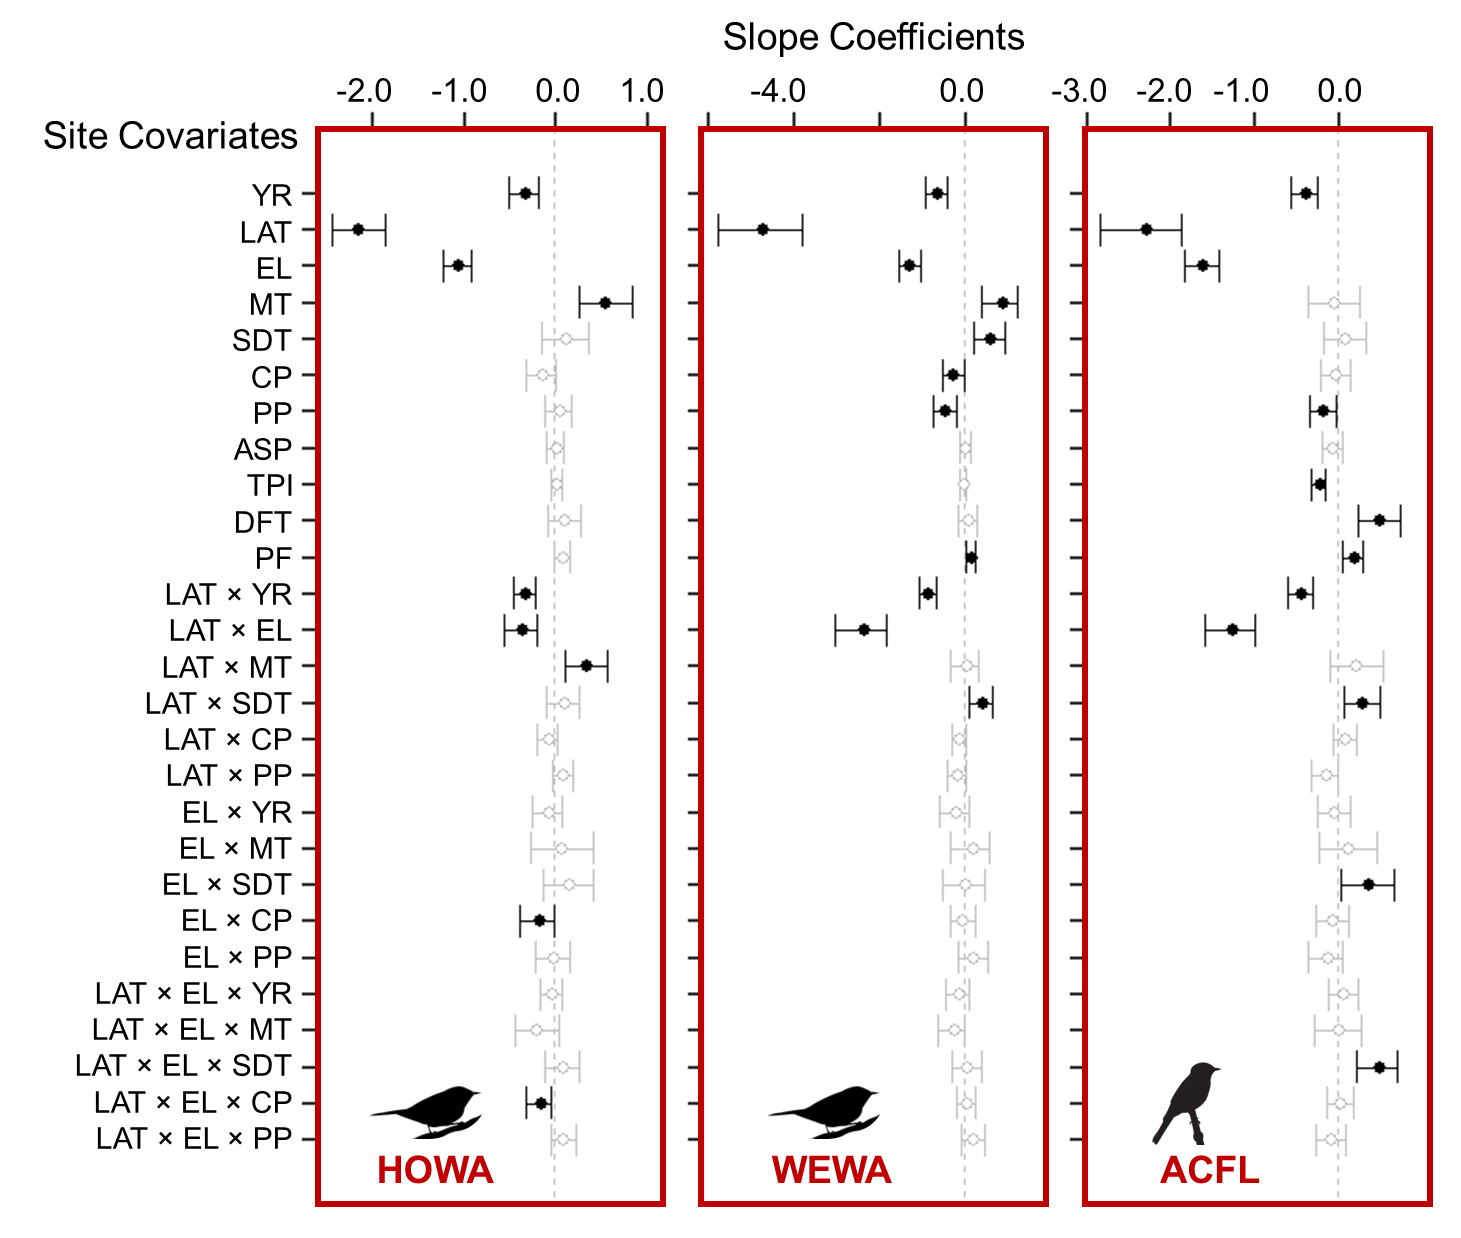 Slope Coefficients
-2.0 -1.0 0.0 1.0 -4.0 0.0 -3.0 -2.0 -1.0 0.0
Site Covariates
YR
LAT
EL
MT
SDT
CP
PP
ASP
TPI
DFT
PF
LAT × YR
LAT × EL
LAT × MT
LAT × SDT
LAT × CP
LAT × PP
EL × YR
EL × MT
EL × SDT
EL × CP
EL × PP
LAT × EL × YR
LAT × EL × MT
LAT × EL × SDT
LAT × EL × CP
LAT × EL × PP
HOWA WEWA ACFL